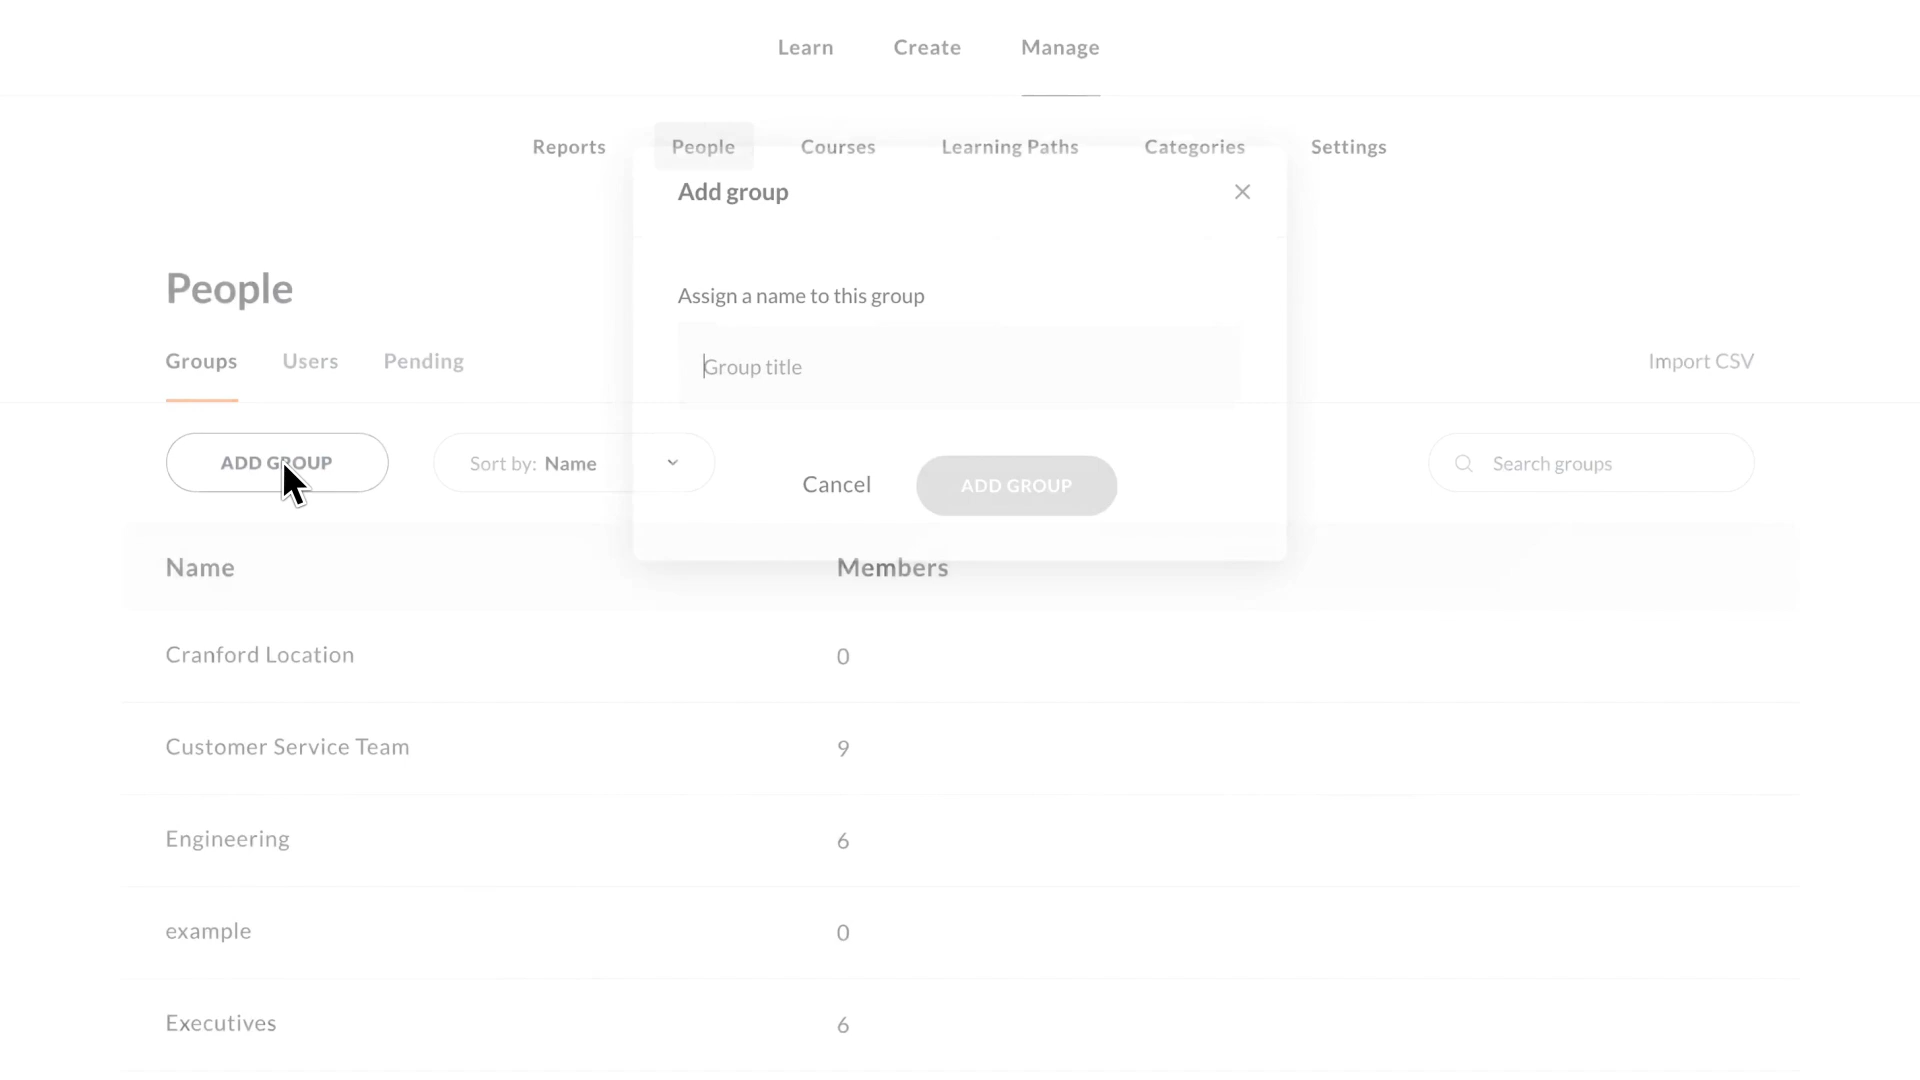 Learn Create Manage
Reports People Courses Learning Paths Categories Settings
Add group
People
Assign a name to this group
Group title
Groups Users Pending Import CSV
ADD GROUP Sort by: Name Search groups
Cancel ADD GROUP
Name Members
Cranford Location 0
Customer Service Team 9
Engineering 6
example 0
Executives 6